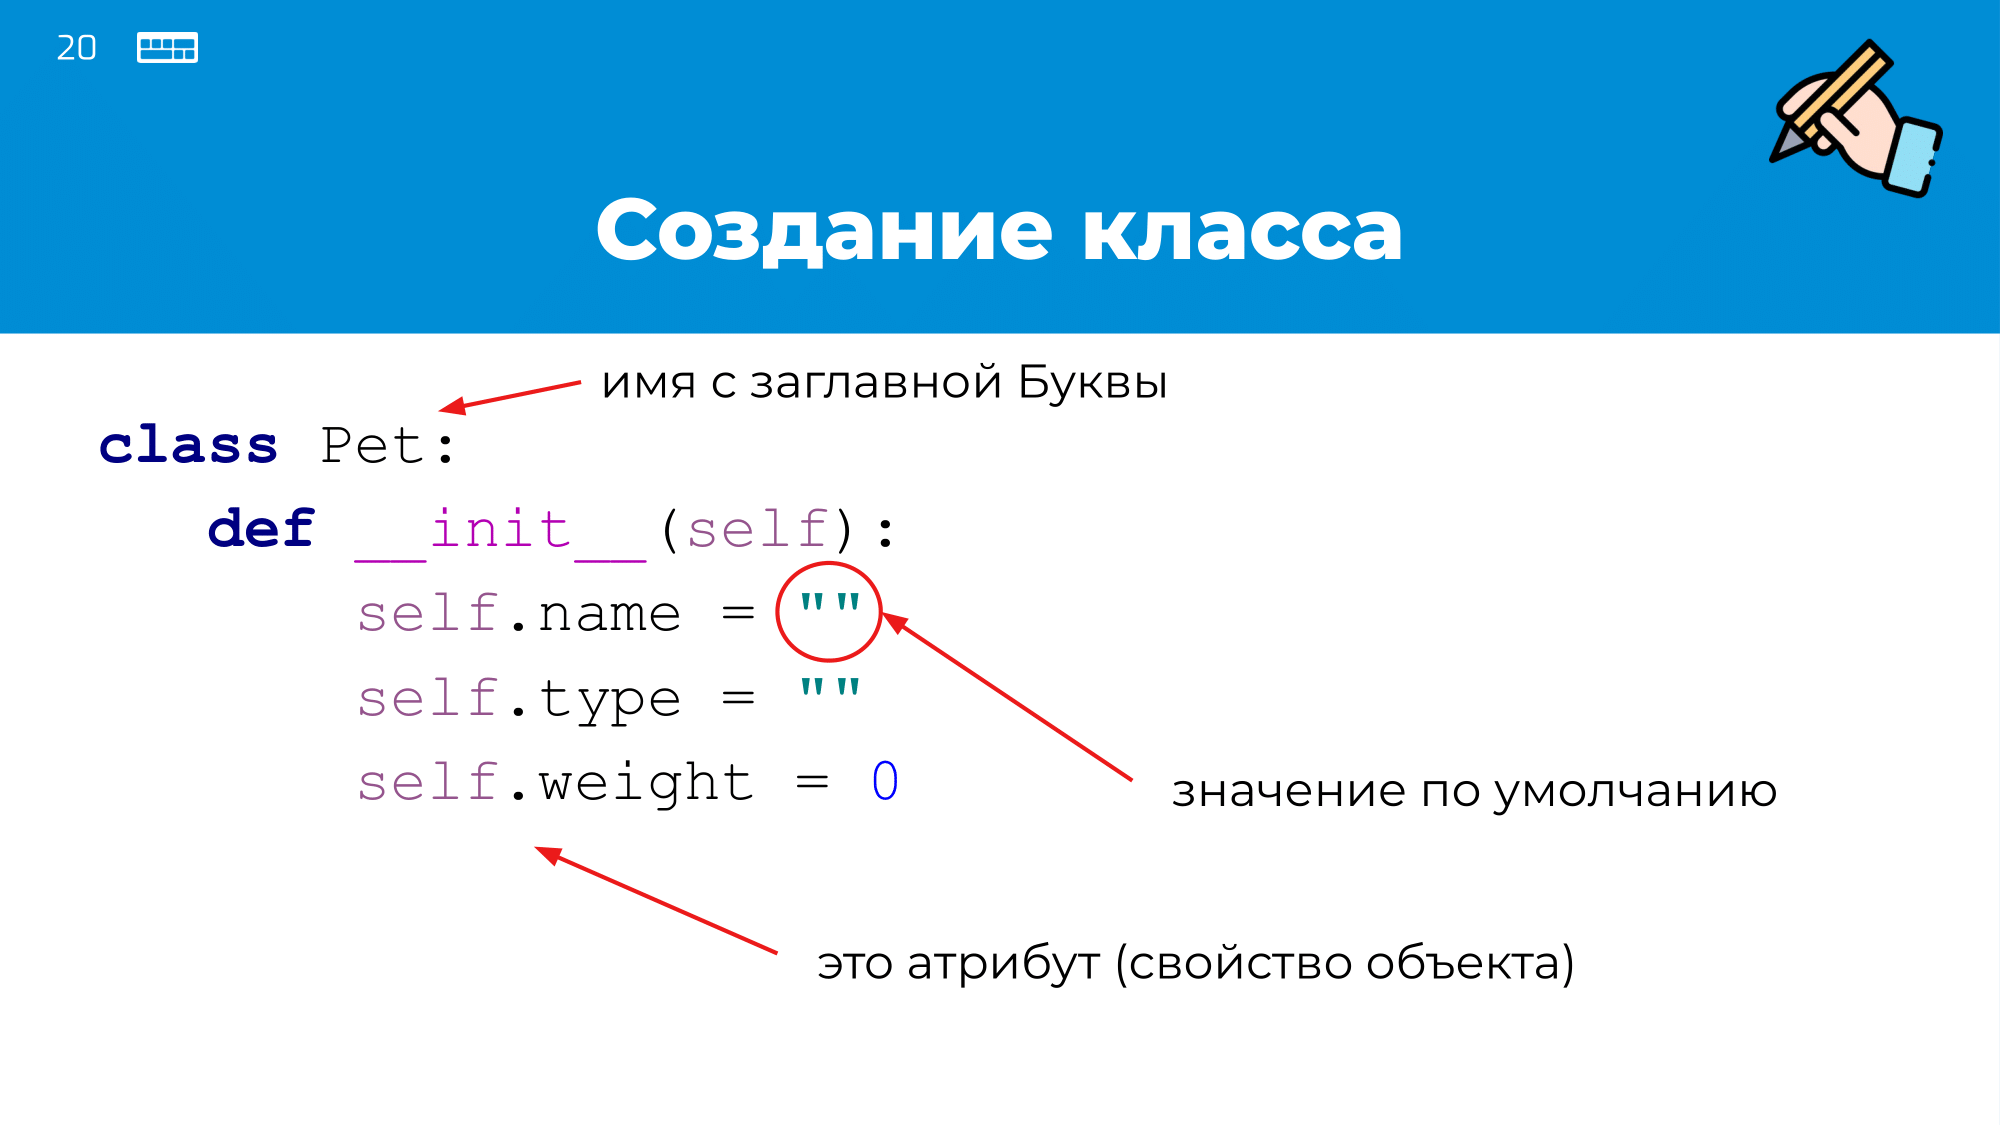 20
Создание класса
имя с заглавной Буквы
class Pet:
def __init__(self):
self.name = ""
self.type = ""
self.weight = 0
значение по умолчанию
это атрибут (свойство объекта)